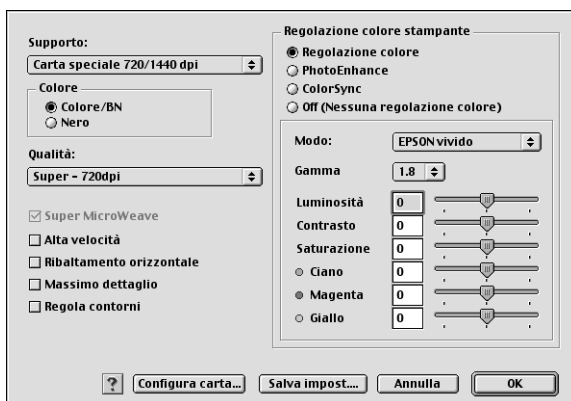 Supporto:
Carta speciale 720/1440 dpi
Colore
Colore/BN
Nero
Qualità:
Super - 720dpi
Super MicroWeave
Alta velocità
Ribaltamento orizzontale
Massimo dettaglio
Regola contorni
Regolazione colore stampante
Regolazione colore
PhotoEnhance
ColorSync
Off (Nessuna regolazione colore)
Modo: EPSON vivido
Gamma 1.8
Luminosità 0
Contrasto 0
Saturazione 0
Ciano 0
Magenta 0
Giallo 0
? Configura carta... Salva impost.... Annulla OK